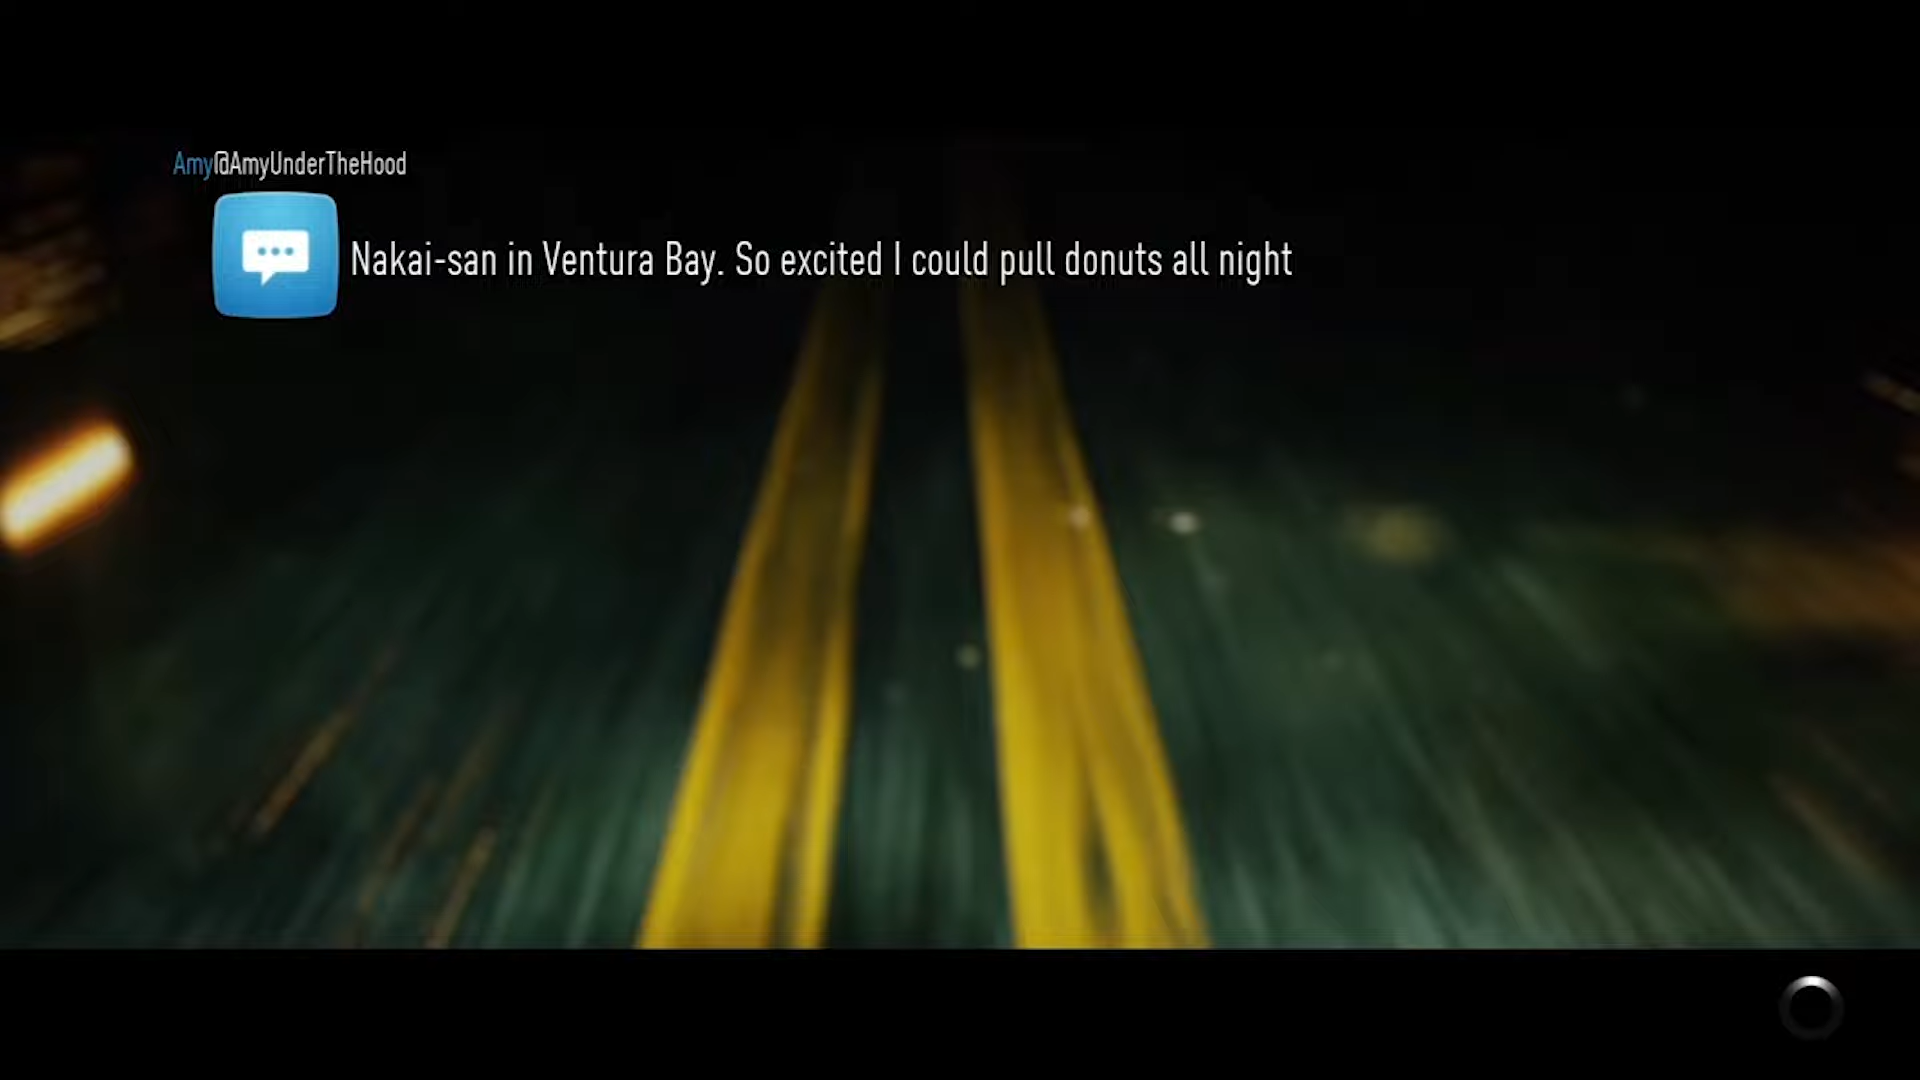 Amy@AmyUnderTheHood
Nakai-san in Ventura Bay. So excited I could pull donuts all night